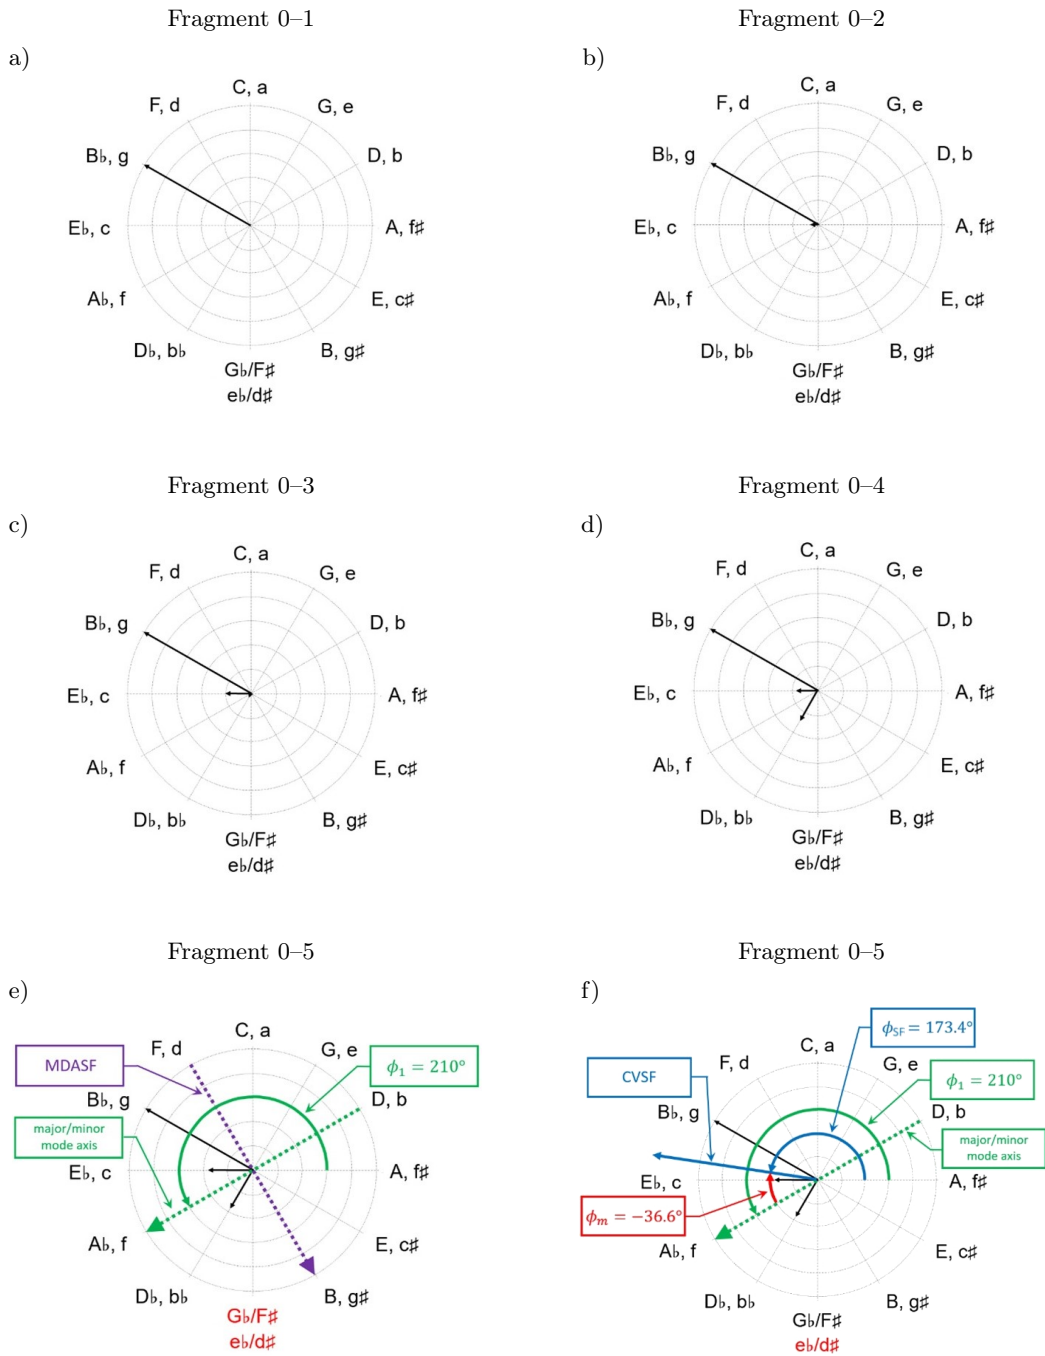 Fragment 0–1
a)
C, a
F, d
G, e
B♭, g
D, b
E♭, c
A, f♯
A♭, f
E, c♯
D♭, b♭
B, g♯
G♭/F♯
e♭/d♯
Fragment 0–2
b)
C, a
F, d
G, e
B♭, g
D, b
E♭, c
A, f♯
A♭, f
E, c♯
D♭, b♭
B, g♯
G♭/F♯
e♭/d♯
Fragment 0–3
c)
C, a
F, d
G, e
B♭, g
D, b
E♭, c
A, f♯
A♭, f
E, c♯
D♭, b♭
B, g♯
G♭/F♯
e♭/d♯
Fragment 0–4
d)
C, a
F, d
G, e
B♭, g
D, b
E♭, c
A, f♯
A♭, f
E, c♯
D♭, b♭
B, g♯
G♭/F♯
e♭/d♯
Fragment 0–5
e)
C, a
F, d
G, e
MDASF
ϕ₁ = 210°
B♭, g
D, b
major/minor
mode axis
E♭, c
A, f♯
A♭, f
E, c♯
D♭, b♭
B, g♯
G♭/F♯
e♭/d♯
Fragment 0–5
f)
ϕSF = 173.4°
C, a
F, d
G, e
CVSF
ϕ₁ = 210°
B♭, g
D, b
major/minor
mode axis
E♭, c
A, f♯
ϕm = −36.6°
A♭, f
E, c♯
D♭, b♭
B, g♯
G♭/F♯
e♭/d♯